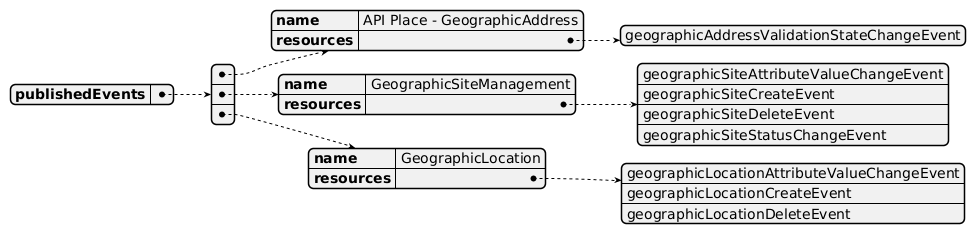 publishedEvents
name API Place - GeographicAddress
resources
geographicAddressValidationStateChangeEvent
name GeographicSiteManagement
resources
geographicSiteAttributeValueChangeEvent
geographicSiteCreateEvent
geographicSiteDeleteEvent
geographicSiteStatusChangeEvent
name GeographicLocation
resources
geographicLocationAttributeValueChangeEvent
geographicLocationCreateEvent
geographicLocationDeleteEvent